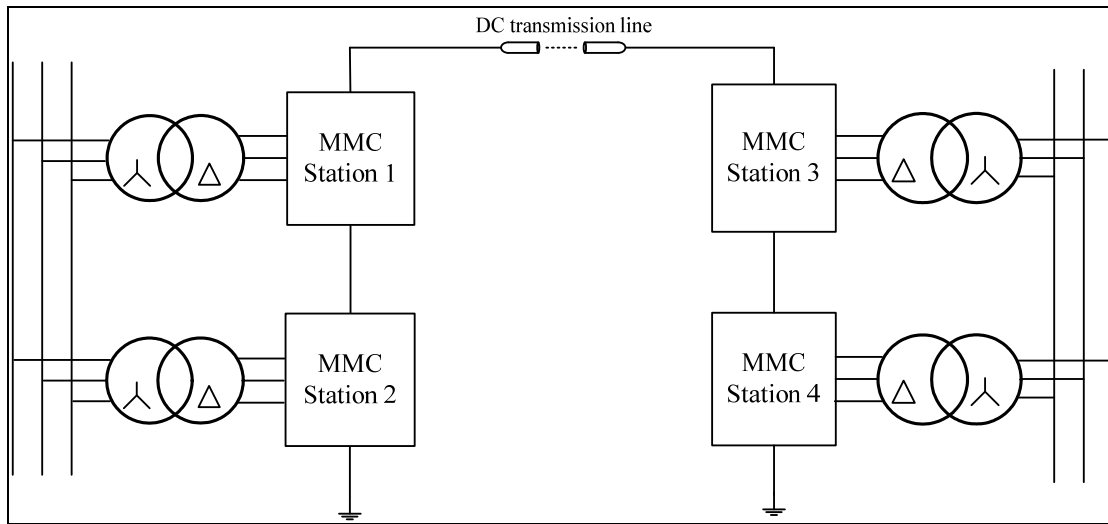 DC transmission line
MMC
Station 1
MMC
Station 3
MMC
Station 2
MMC
Station 4